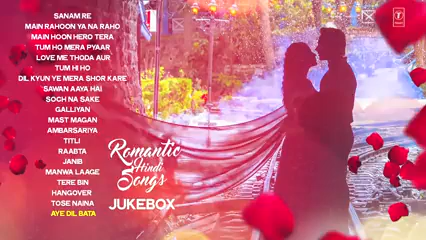 SANAM RE
MAIN RAHOON YA NA RAHO
MAIN HOON HERO TERA
TUM HO MERA PYAAR
LOVE ME THODA AUR
TUM HI HO
DIL KYUN YE MERA SHOR KARE
SAWAN AAYA HAI
SOCH NA SAKE
GALLIYAN
MAST MAGAN
AMBARSARIYA
TITLI
RAABTA
JANIB
MANWA LAAGE
TERE BIN
HANGOVER
TOSE NAINA
AYE DIL BATA
Romantic
Hindi
Songs
JUKEBOX
T